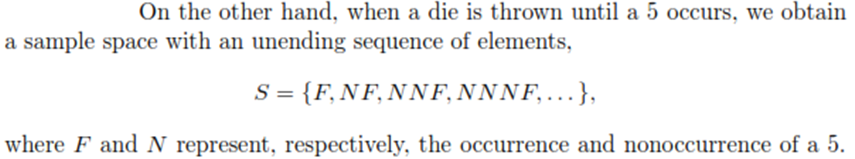 On the other hand, when a die is thrown until a 5 occurs, we obtain
a sample space with an unending sequence of elements,
S = {F, NF, NNF, NNNF, . . . },
where F and N represent, respectively, the occurrence and nonoccurrence of a 5.